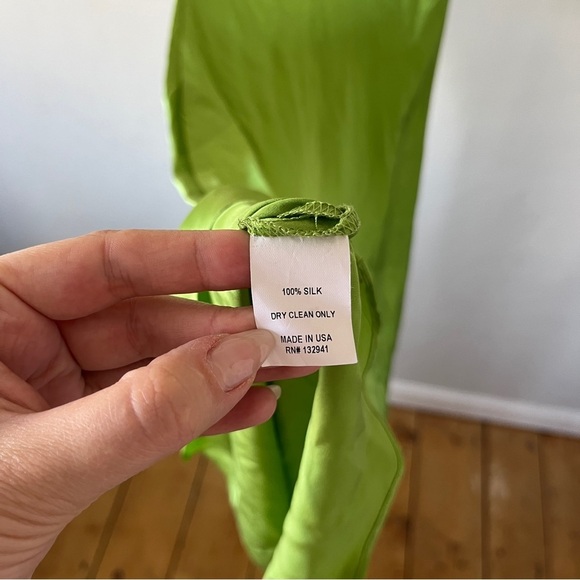 100% SILK
DRY CLEAN ONLY
MADE IN USA
RN# 132941